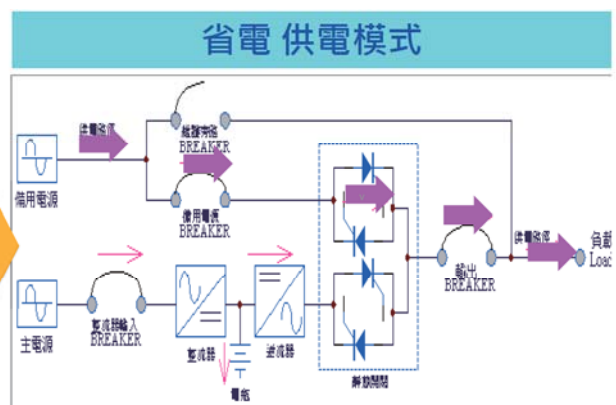 省電 供電模式
供電路徑
維護旁路
BREAKER
備用電源
備用電源
BREAKER
供電路徑
負載
Load
輸出
BREAKER
主電源
整流器輸入
BREAKER
整流器
電瓶
逆流器
靜態開關